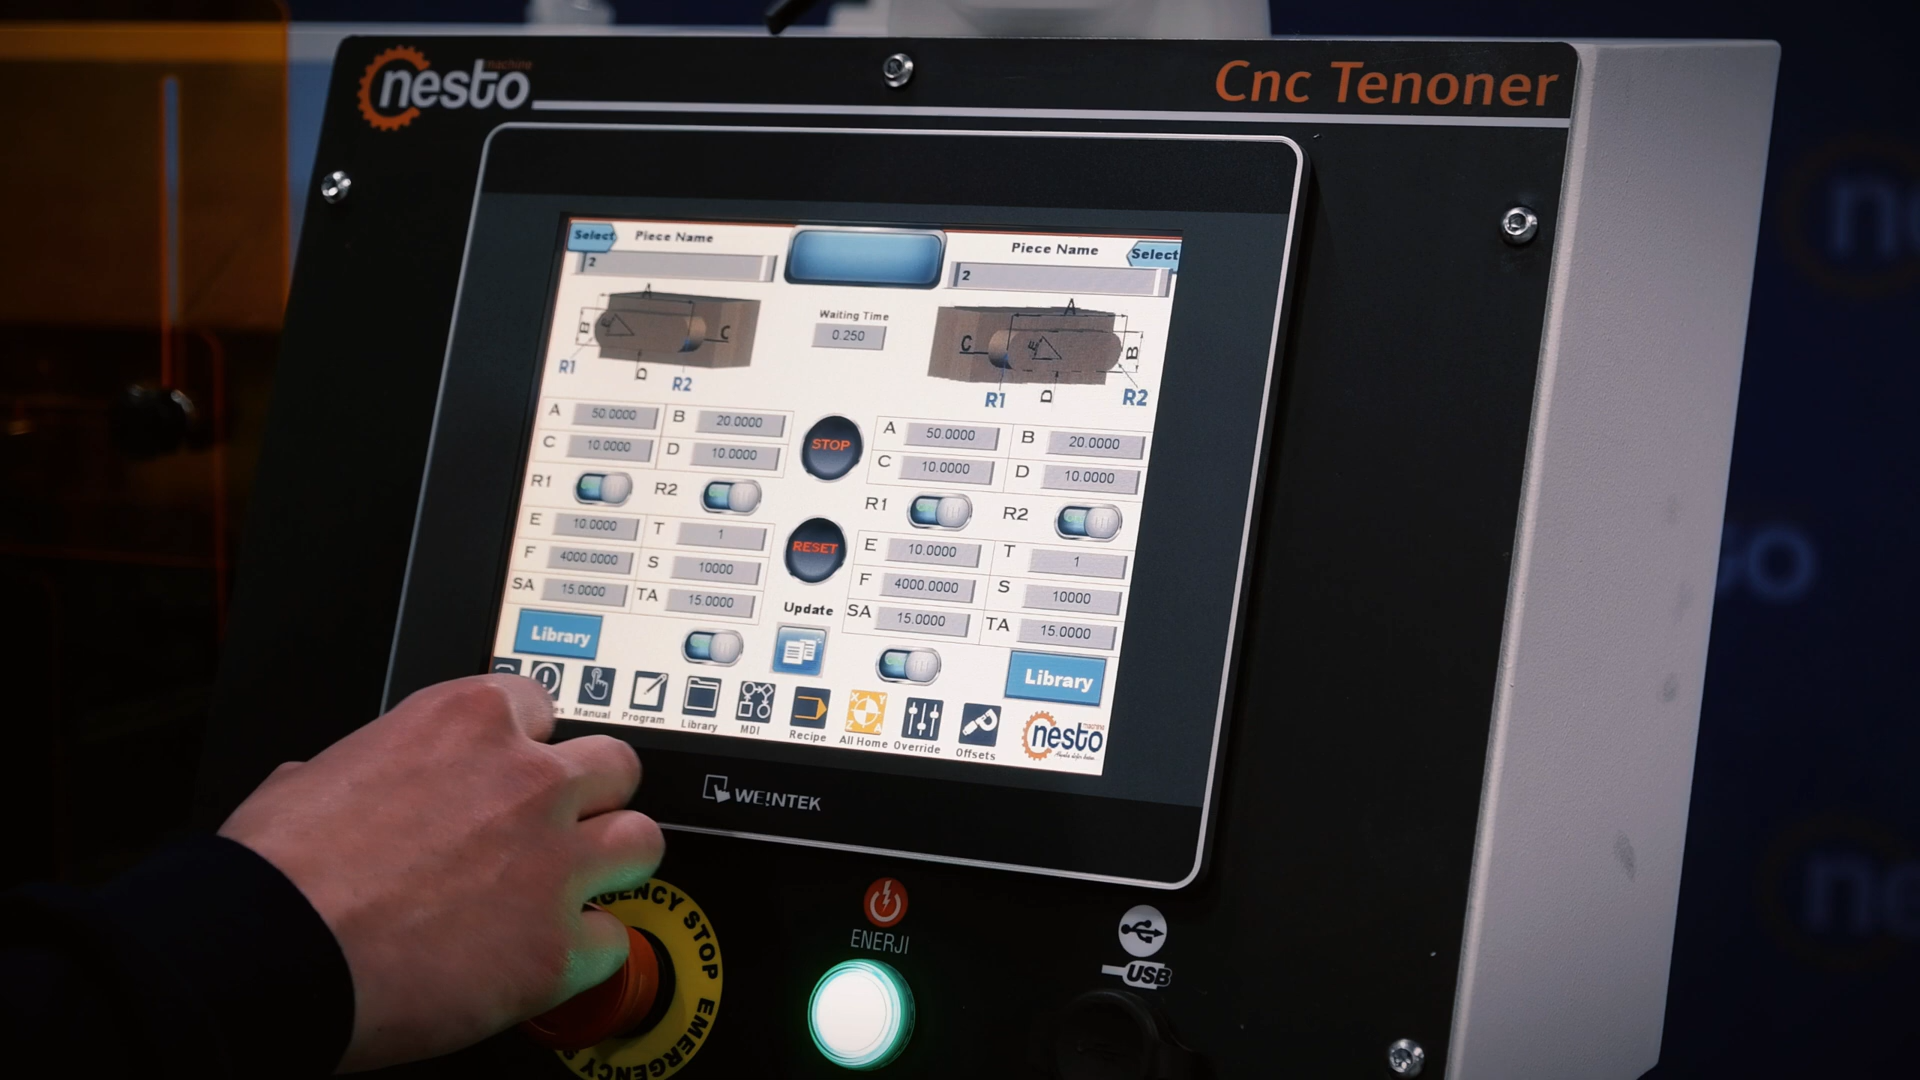 nesto
machine
Cnc Tenoner
Select
Piece Name
2
Piece Name
Select
2
Waiting Time
0.250
A
B
C
D
R1
R2
A
B
C
D
R1
R2
A 50.0000 B 20.0000
C 10.0000 D 10.0000
R1 R2
E 10.0000 T 1
F 4000.0000 S 10000
SA 15.0000 TA 15.0000
Library
STOP
RESET
Update
A 50.0000 B 20.0000
C 10.0000 D 10.0000
R1 R2
E 10.0000 T 1
F 4000.0000 S 10000
SA 15.0000 TA 15.0000
Library
Manual
Program
Library
MDI
Recipe
X Y Z A
All Home
Override
Offsets
nesto
machine
WEINTEK
EMERGENCY STOP
ENERJI
USB